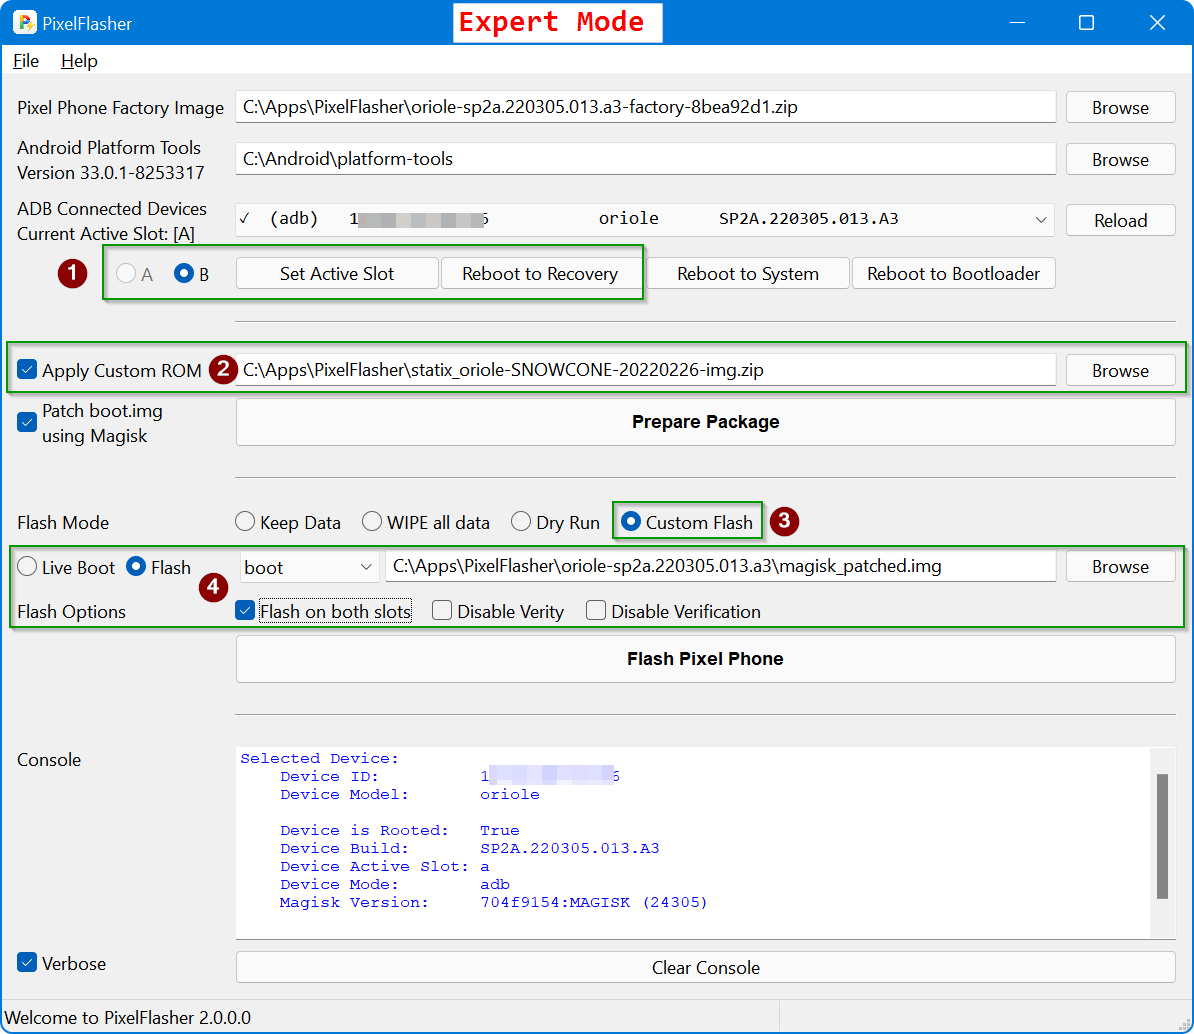 PixelFlasher
Expert Mode
File Help
Pixel Phone Factory Image C:\Apps\PixelFlasher\oriole-sp2a.220305.013.a3-factory-8bea92d1.zip Browse
Android Platform Tools
Version 33.0.1-8253317
C:\Android\platform-tools Browse
ADB Connected Devices
Current Active Slot: [A]
✓ (adb) 1 6 oriole SP2A.220305.013.A3 Reload
1 A B Set Active Slot Reboot to Recovery Reboot to System Reboot to Bootloader
Apply Custom ROM 2 C:\Apps\PixelFlasher\statix_oriole-SNOWCONE-20220226-img.zip Browse
Patch boot.img
using Magisk
Prepare Package
Flash Mode Keep Data WIPE all data Dry Run Custom Flash 3
Live Boot Flash 4 boot C:\Apps\PixelFlasher\oriole-sp2a.220305.013.a3\magisk_patched.img Browse
Flash Options Flash on both slots Disable Verity Disable Verification
Flash Pixel Phone
Console
Selected Device:
Device ID: 1 6
Device Model: oriole
Device is Rooted: True
Device Build: SP2A.220305.013.A3
Device Active Slot: a
Device Mode: adb
Magisk Version: 704f9154:MAGISK (24305)
Verbose Clear Console
Welcome to PixelFlasher 2.0.0.0